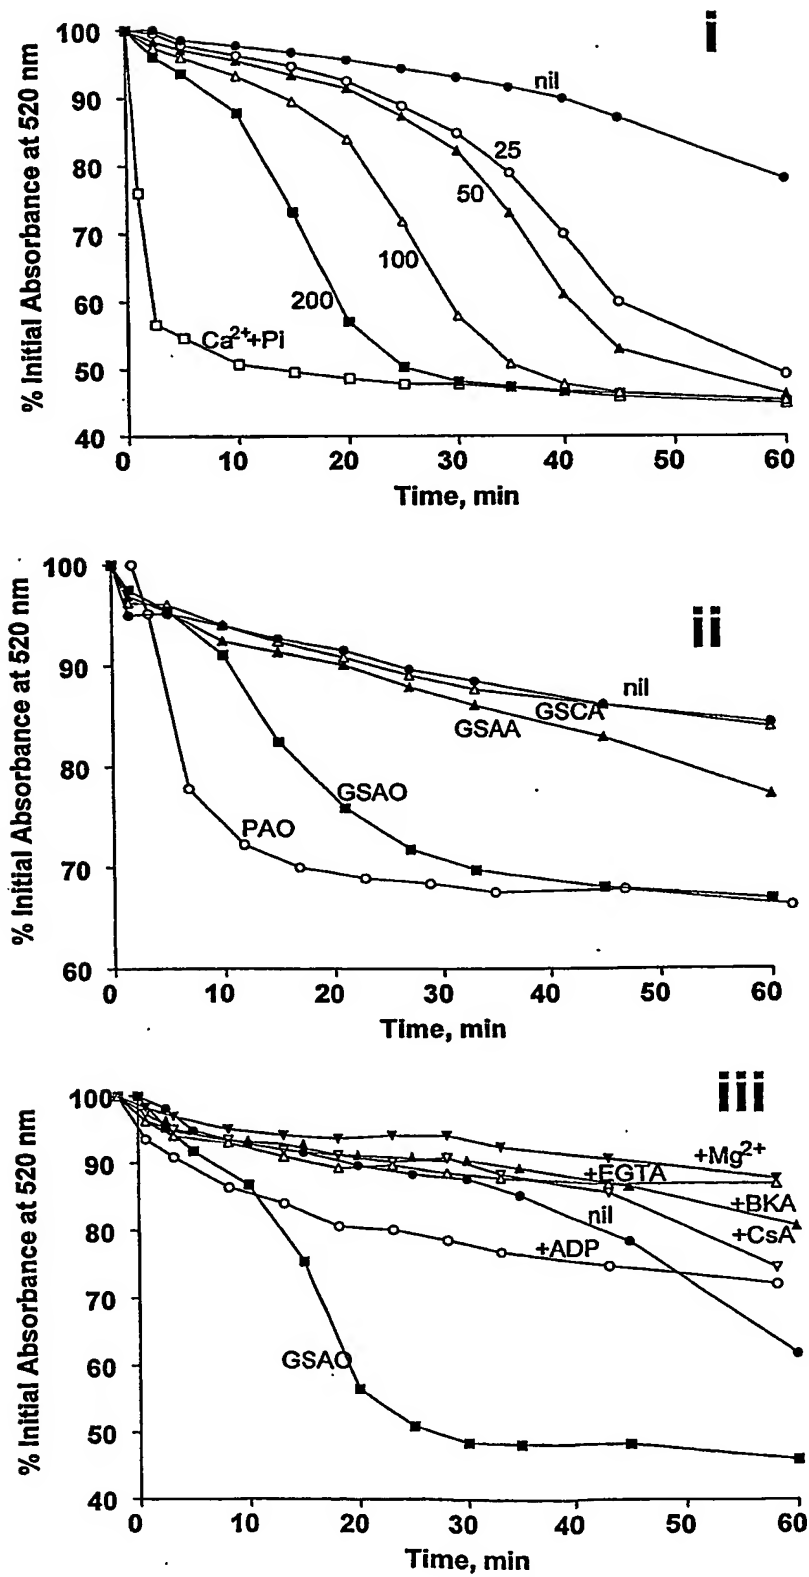 i
% Initial Absorbance at 520 nm
100
90
80
70
60
50
40
nil
25
50
100
200
Ca2++Pi
0 10 20 30 40 50 60
Time, min
ii
% Initial Absorbance at 520 nm
100
90
80
70
60
nil
GSCA
GSAA
GSAO
PAO
0 10 20 30 40 50 60
Time, min
iii
% Initial Absorbance at 520 nm
100
90
80
70
60
50
40
+Mg2+
+EGTA
+BKA
nil
+CsA
+ADP
GSAO
0 10 20 30 40 50 60
Time, min